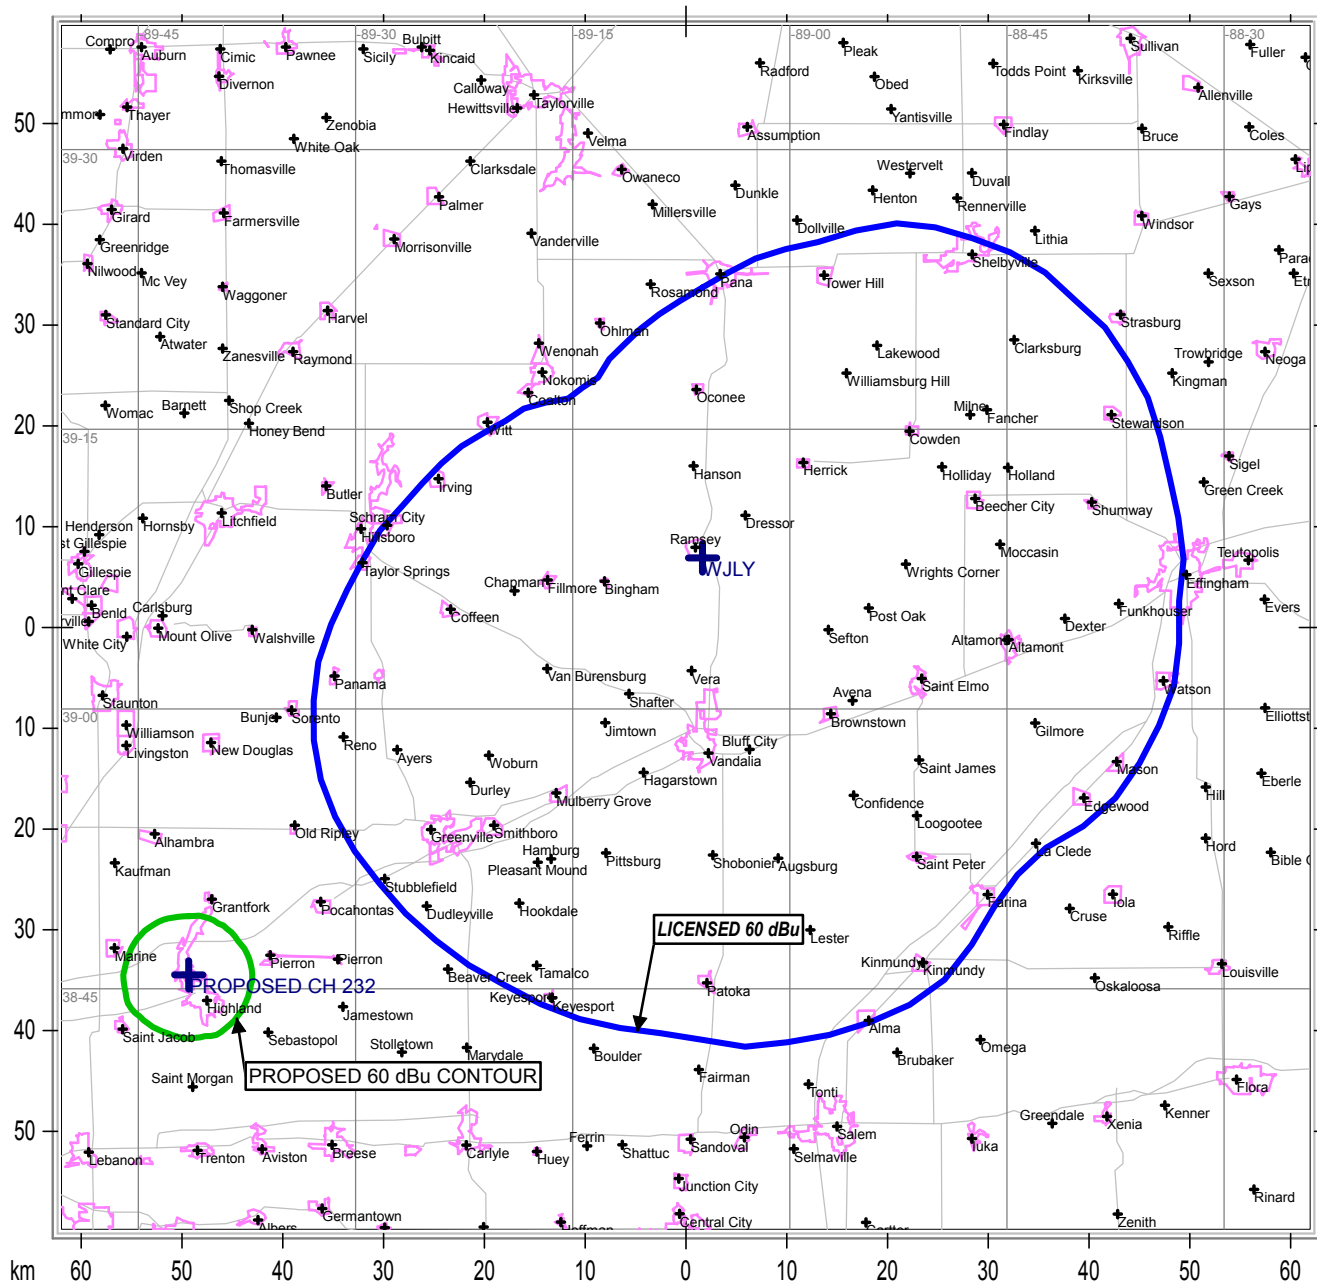 89-45
89-30
89-15
89-00
88-45
88-30
Compro
Auburn
Cimic
Pawnee
Sicily
Bulpitt
Kincaid
Pleak
Sullivan
Fuller
Divernon
Calloway
Hewittsville
Taylorville
Radford
Obed
Todds Point
Kirksville
Allenville
50
Thayer
Zenobia
White Oak
Velma
Assumption
Yantisville
Findlay
Bruce
Coles
39-30
Virden
Thomasville
Clarksdale
Owaneco
Dunkle
Westervelt
Henton
Duvall
Rennerville
Girard
Farmersville
Palmer
Millersville
Dollville
Windsor
Gays
40
Greenridge
Morrisonville
Vanderville
Lithia
Nilwood
Mc Vey
Waggoner
Rosamond
Pana
Tower Hill
Shelbyville
Sexson
30
Standard City
Atwater
Harvel
Zanesville
Raymond
Ohlman
Wenonah
Lakewood
Clarksburg
Strasburg
Trowbridge
Neoga
Kingman
Womac
Barnett
Shop Creek
Honey Bend
Nokomis
Coalton
Oconee
Williamsburg Hill
Milne
Fancher
Stewardson
20
39-15
Witt
Cowden
Hanson
Herrick
Holliday
Holland
Sigel
Green Creek
Butler
Irving
Beecher City
Shumway
10
Henderson
Hornsby
Litchfield
Schram City
Hillsboro
Dressor
st Gillespie
Gillespie
Taylor Springs
Ramsey
WJLY
Moccasin
Wrights Corner
Teutopolis
Effingham
nt Clare
Benld
Carlsburg
Chapman
Fillmore
Bingham
Coffeen
Post Oak
Funkhouser
Evers
0
ville
White City
Mount Olive
Walshville
Sefton
Dexter
Altamont
Altamont
Panama
Van Burensburg
Vera
Saint Elmo
Watson
39-00
Staunton
Bunje
Sorento
Shafter
Avena
10
Williamson
Livingston
New Douglas
Reno
Ayers
Woburn
Jimtown
Bluff City
Vandalia
Brownstown
Gilmore
Saint James
Mason
Eberle
Durley
Hagarstown
Mulberry Grove
Confidence
Edgewood
Hill
20
Alhambra
Old Ripley
Greenville
Smithboro
Loogootee
Hord
Kaufman
Hamburg
Pleasant Mound
Pittsburg
Shobonier
Augsburg
Saint Peter
La Clede
Stubblefield
Grantfork
Pocahontas
Dudleyville
Hookdale
Farina
Cruse
Iola
30
Marine
LICENSED 60 dBu
Lester
Riffle
Pierron
Pierron
PROPOSED CH 232
Beaver Creek
Tamalco
Kinmundy
Kinmundy
Louisville
38-45
Highland
Jamestown
Keyesport
Keyesport
Patoka
Oskaloosa
40
Saint Jacob
Sebastopol
Stolletown
Marydale
Boulder
Alma
Brubaker
Omega
PROPOSED 60 dBu CONTOUR
Saint Morgan
Fairman
Tonti
Flora
Greendale
Xenia
Kenner
50
Lebanon
Trenton
Aviston
Breese
Carlyle
Huey
Ferrin
Shattuc
Sandoval
Odin
Salem
Selmaville
Iuka
Junction City
Rinard
Albers
Germantown
Central City
Zenith
km
60
50
40
30
20
10
0
10
20
30
40
50
60